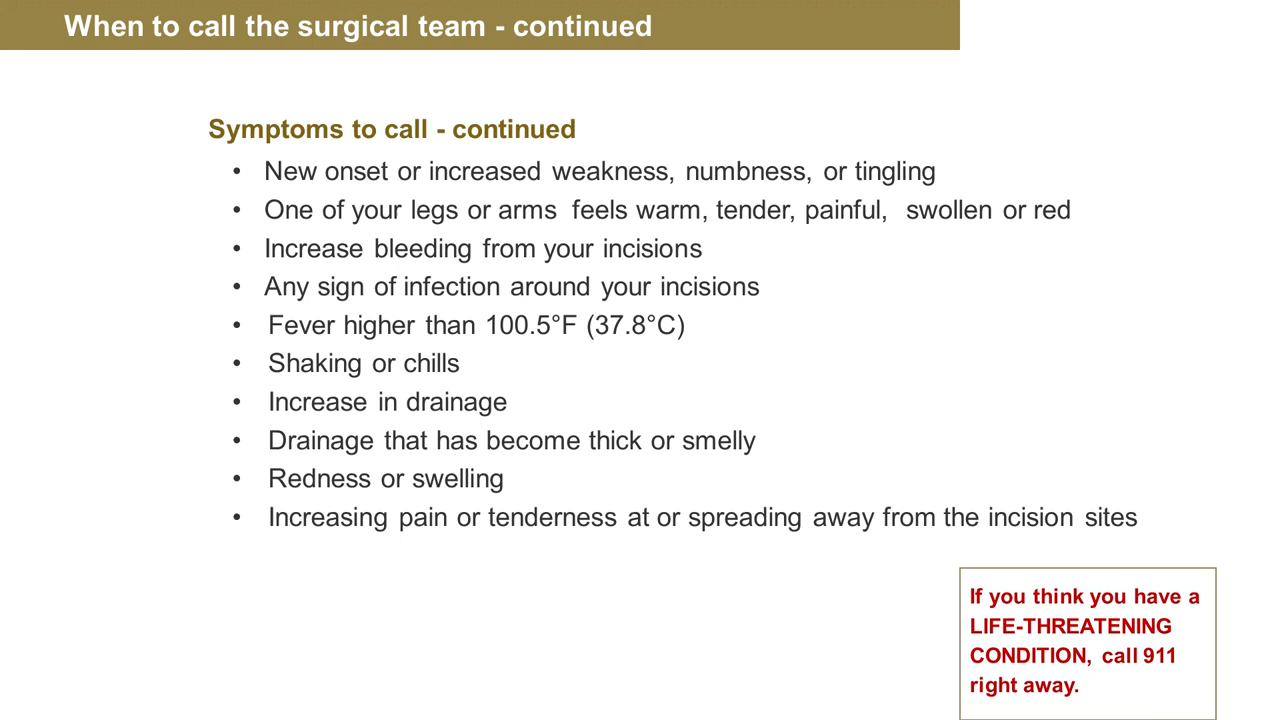 When to call the surgical team - continued
Symptoms to call - continued
• New onset or increased weakness, numbness, or tingling
• One of your legs or arms feels warm, tender, painful, swollen or red
• Increase bleeding from your incisions
• Any sign of infection around your incisions
• Fever higher than 100.5°F (37.8°C)
• Shaking or chills
• Increase in drainage
• Drainage that has become thick or smelly
• Redness or swelling
• Increasing pain or tenderness at or spreading away from the incision sites
If you think you have a
LIFE-THREATENING
CONDITION, call 911
right away.